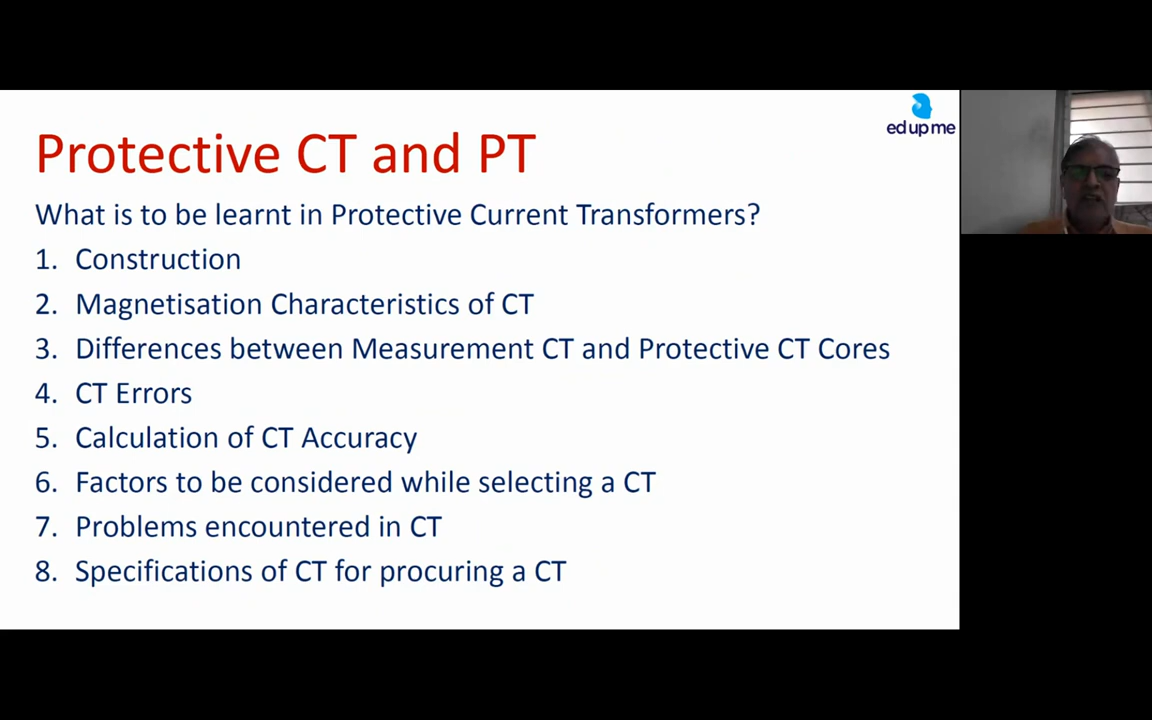 ed up me
Protective CT and PT
What is to be learnt in Protective Current Transformers?
1. Construction
2. Magnetisation Characteristics of CT
3. Differences between Measurement CT and Protective CT Cores
4. CT Errors
5. Calculation of CT Accuracy
6. Factors to be considered while selecting a CT
7. Problems encountered in CT
8. Specifications of CT for procuring a CT